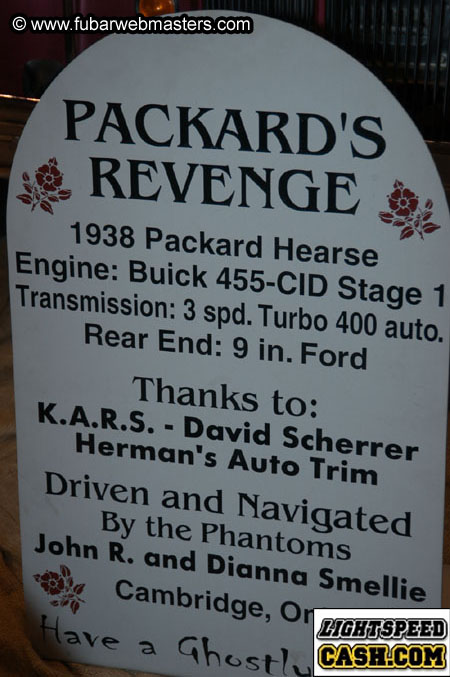 © www.fubarwebmasters.com
PACKARD'S
REVENGE
1938 Packard Hearse
Engine: Buick 455-CID Stage 1
Transmission: 3 spd. Turbo 400 auto.
Rear End: 9 in. Ford
Thanks to:
K.A.R.S. - David Scherrer
Herman's Auto Trim
Driven and Navigated
By the Phantoms
John R. and Dianna Smellie
Cambridge,
Have a Ghostly
LIGHTSPEED
CASH.COM